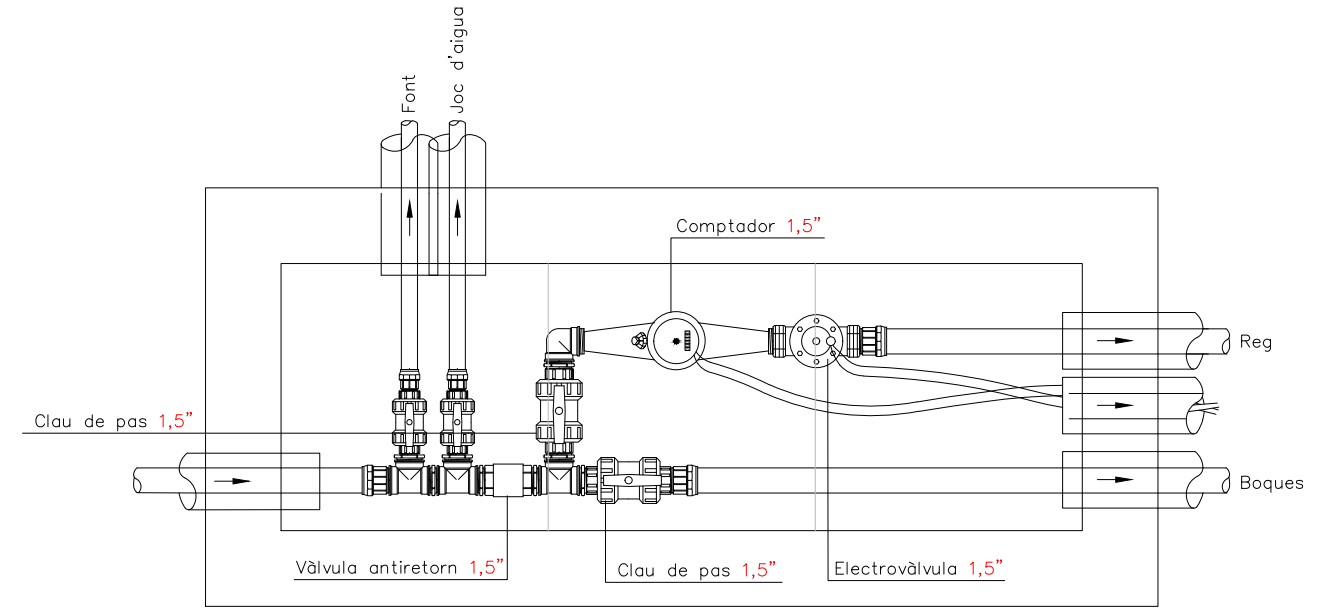 Font
Joc d'aigua
Comptador 1,5"
Reg
Clau de pas 1,5"
Boques
Vàlvula antiretorn 1,5"
Clau de pas 1,5"
Electrovàlvula 1,5"